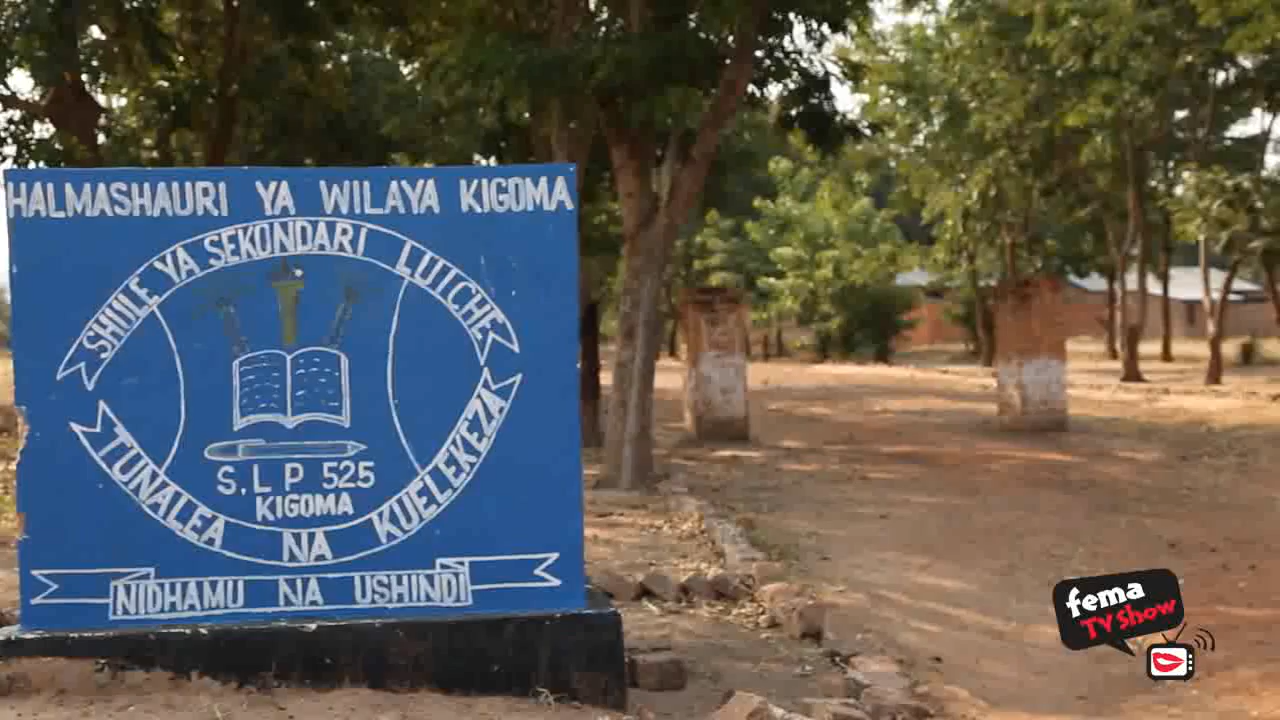 HALMASHAURI YA WILAYA KIGOMA
SHULE YA SEKONDARI LUICHE
S.L P 525
KIGOMA
TUNALEA NA KUELEKEZA
NIDHAMU NA USHINDI
fema
TV Show